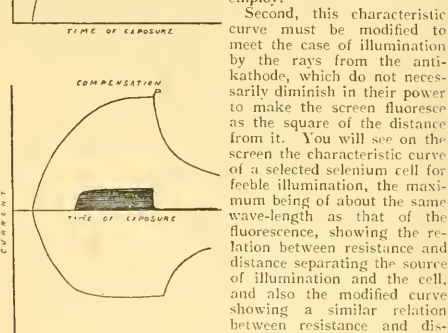 TIME OF EXPOSURE
COMPENSATION
TIME OF EXPOSURE
CURRENT
employ.
Second, this characteristic
curve must be modified to
meet the case of illumination
by the rays from the anti-
kathode, which do not neces-
sarily diminish in their power
to make the screen fluoresce
as the square of the distance
from it. You will see on the
screen the characteristic curve
of a selected selenium cell for
feeble illumination, the maxi-
mum being of about the same
wave-length as that of the
fluorescence, showing the re-
lation between resistance and
distance separating the source
of illumination and the cell,
and also the modified curve
showing a similar relation
between resistance and dis-